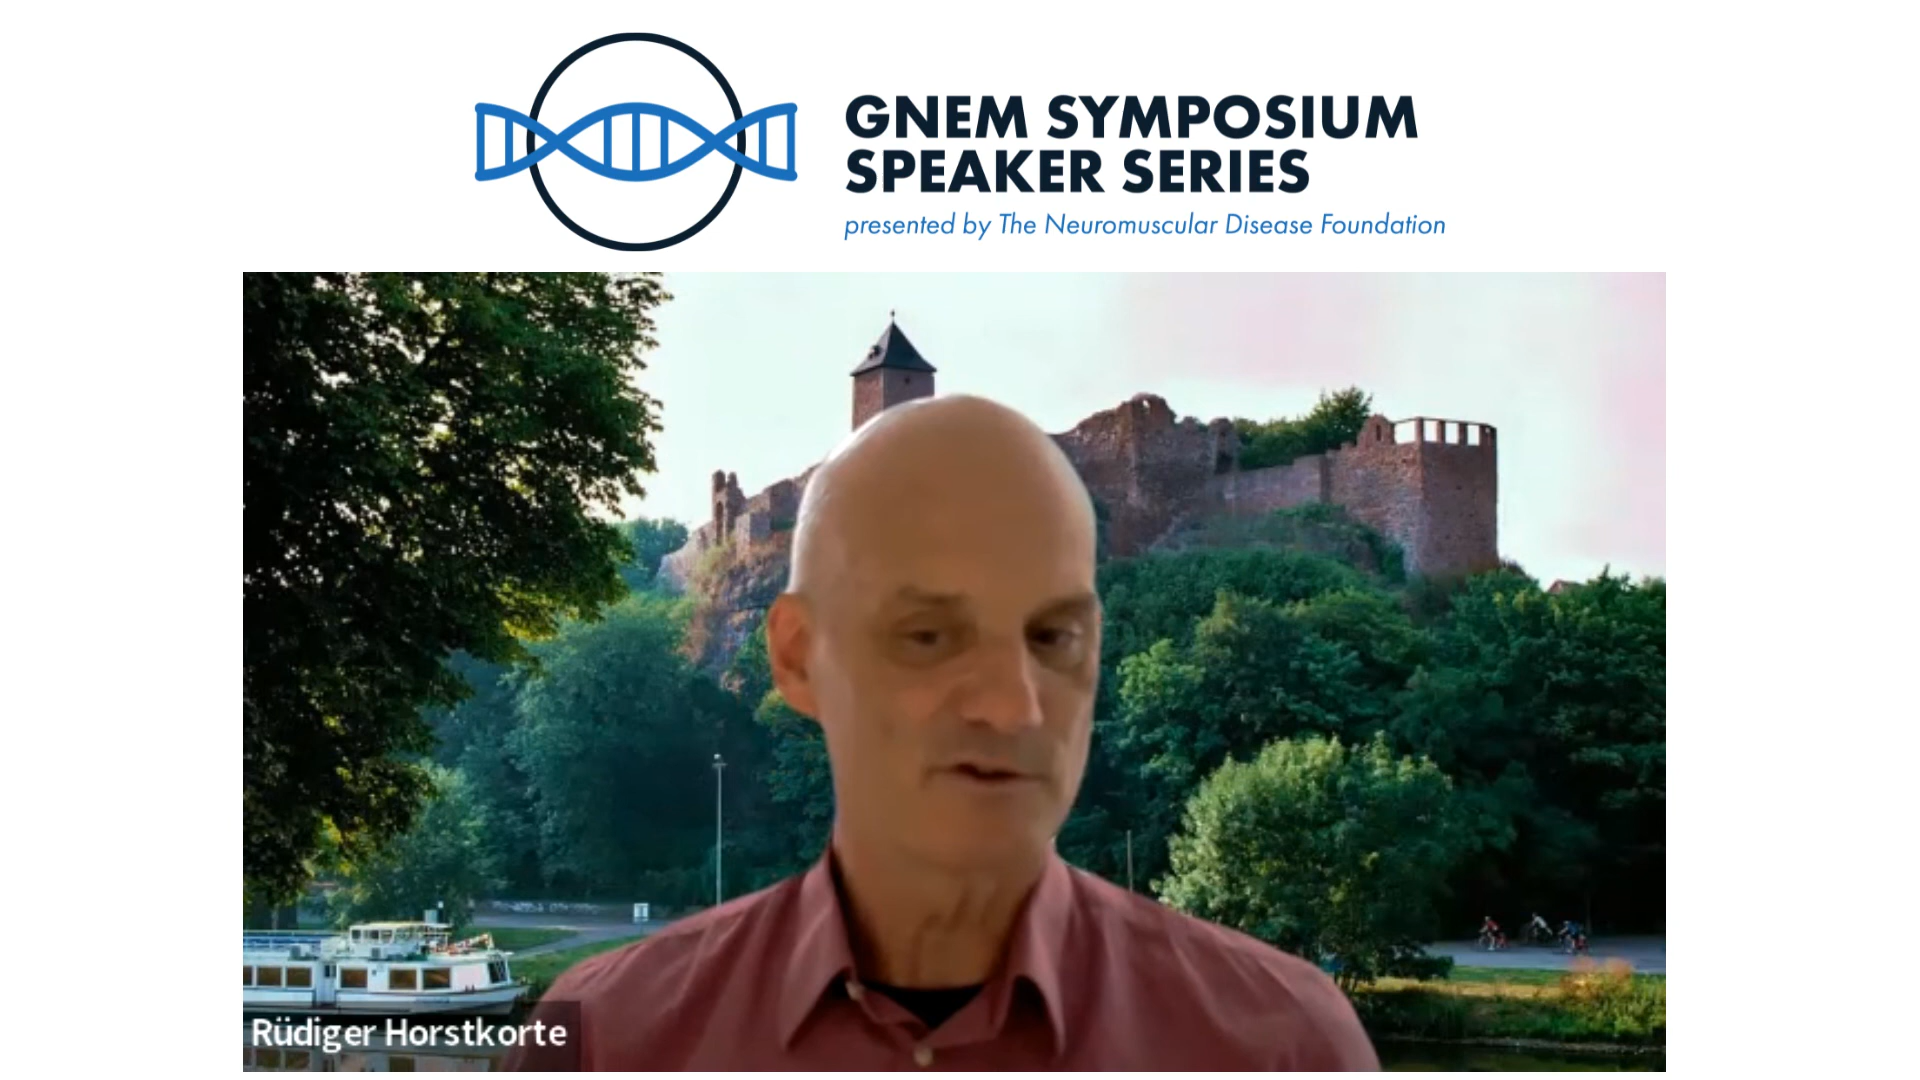 GNEM SYMPOSIUM
SPEAKER SERIES
presented by The Neuromuscular Disease Foundation
Rüdiger Horstkorte